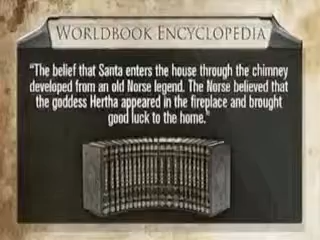 WORLDBOOK ENCYCLOPEDIA
"The belief that Santa enters the house through the chimney
developed from an old Norse legend. The Norse believed that
the goddess Hertha appeared in the fireplace and brought
good luck to the home."